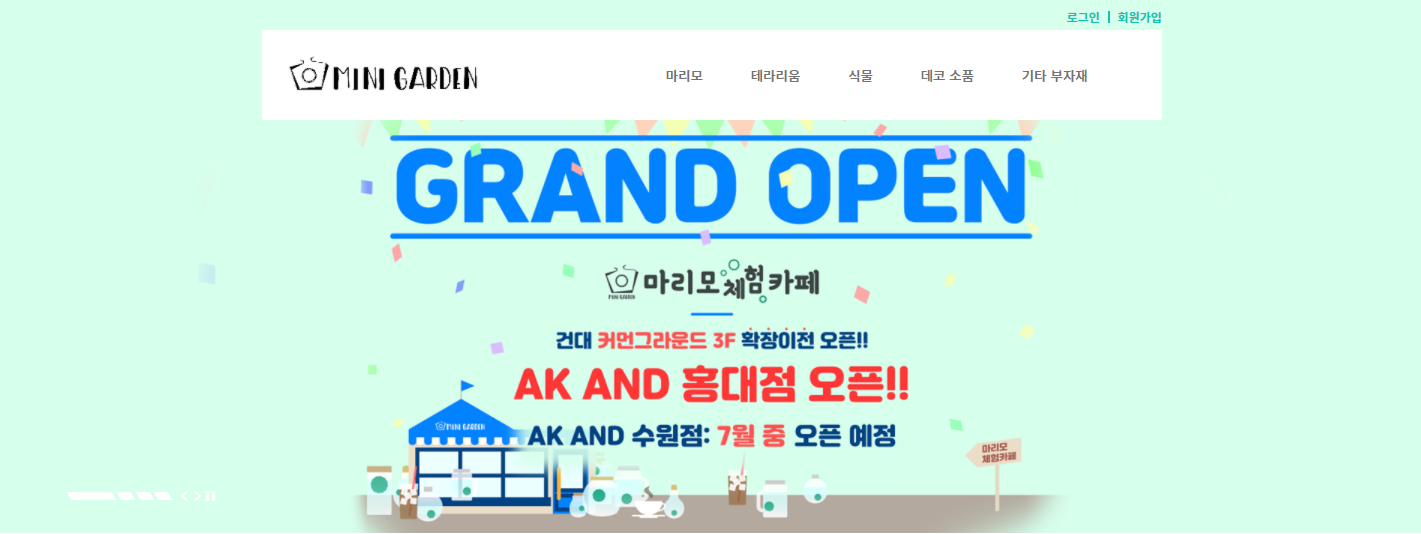 로그인 | 회원가입
MINI GARDEN
마리모 테라리움 식물 데코 소품 기타 부자재
GRAND OPEN
MINI GARDEN 마리모 체험 카페
건대 커먼그라운드 3F 확장이전 오픈!!
AK AND 홍대점 오픈!!
MINI GARDEN
AK AND 수원점: 7월 중 오픈 예정
마리모
체험카페